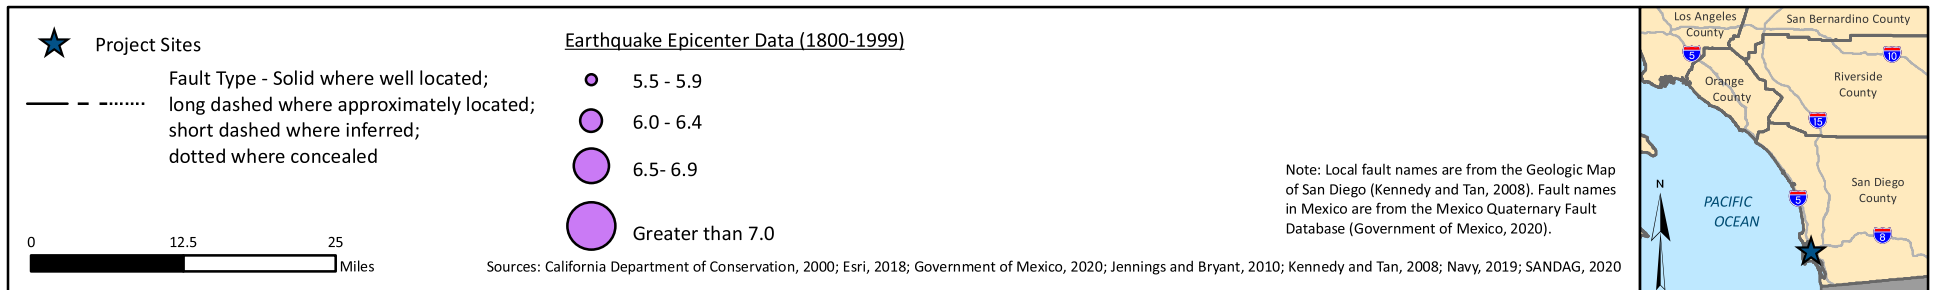 Project Sites
Fault Type - Solid where well located;
long dashed where approximately located;
short dashed where inferred;
dotted where concealed
0 12.5 25
Miles
Earthquake Epicenter Data (1800-1999)
5.5 - 5.9
6.0 - 6.4
6.5- 6.9
Greater than 7.0
Note: Local fault names are from the Geologic Map
of San Diego (Kennedy and Tan, 2008). Fault names
in Mexico are from the Mexico Quaternary Fault
Database (Government of Mexico, 2020).
Sources: California Department of Conservation, 2000; Esri, 2018; Government of Mexico, 2020; Jennings and Bryant, 2010; Kennedy and Tan, 2008; Navy, 2019; SANDAG, 2020
Los Angeles
County
San Bernardino County
5
10
Orange
County
Riverside
County
15
N
PACIFIC
OCEAN
5
San Diego
County
8